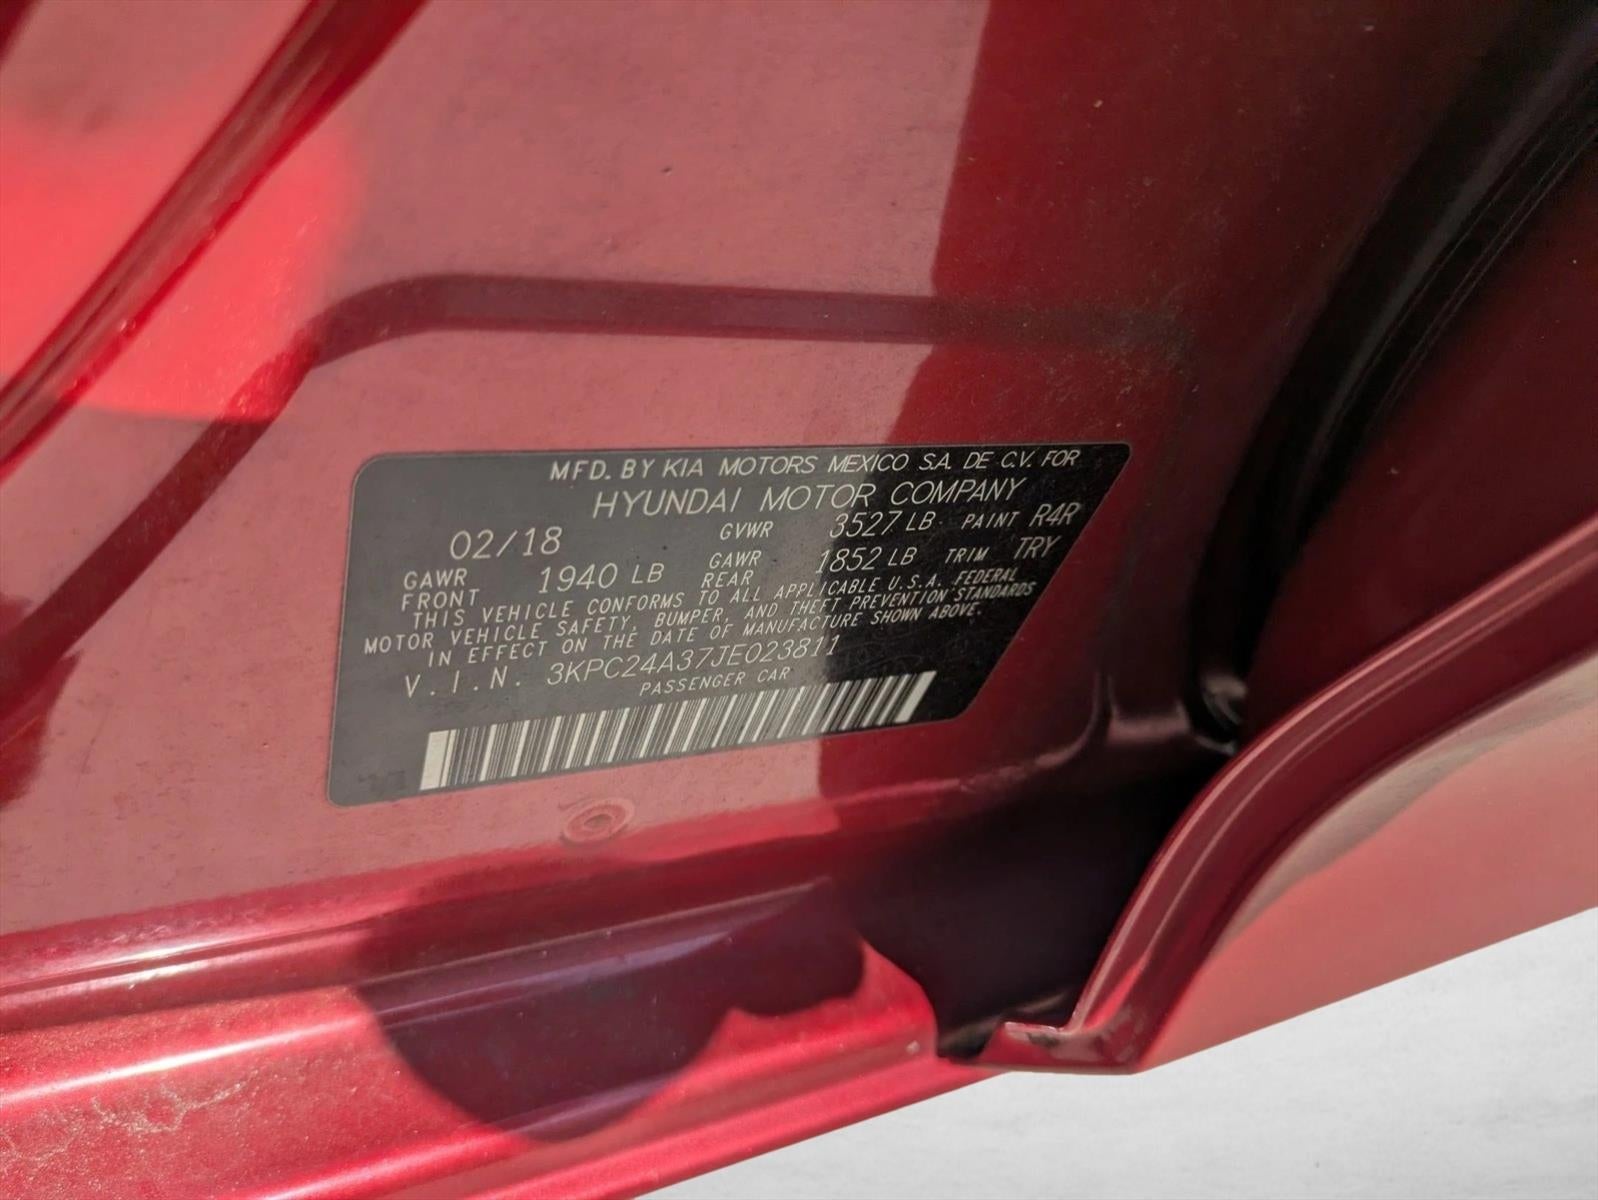 MFD. BY KIA MOTORS MEXICO S.A. DE C.V. FOR
HYUNDAI MOTOR COMPANY
02/18 GVWR 3527 LB PAINT R4R
GAWR FRONT 1940 LB GAWR REAR 1852 LB TRIM TRY
THIS VEHICLE CONFORMS TO ALL APPLICABLE U.S.A. FEDERAL
MOTOR VEHICLE SAFETY, BUMPER, AND THEFT PREVENTION STANDARDS
IN EFFECT ON THE DATE OF MANUFACTURE SHOWN ABOVE.
V.I.N. 3KPC24A37JE023811
PASSENGER CAR